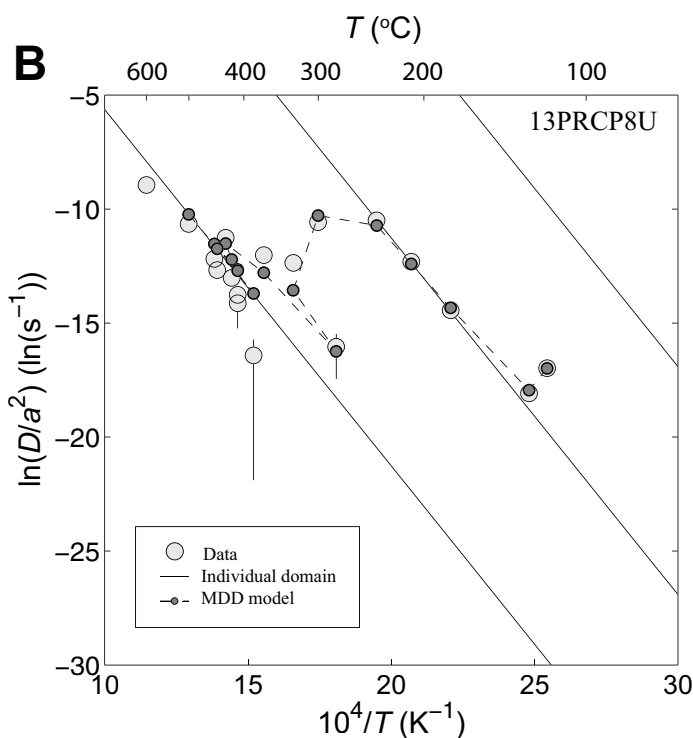 T (°C)
B
600 400 300 200 100
13PRCP8U
−5
−10
−15
−20
−25
−30
ln(D/a²) (ln(s⁻¹))
Data
Individual domain
MDD model
10 15 20 25 30
10⁴/T (K⁻¹)